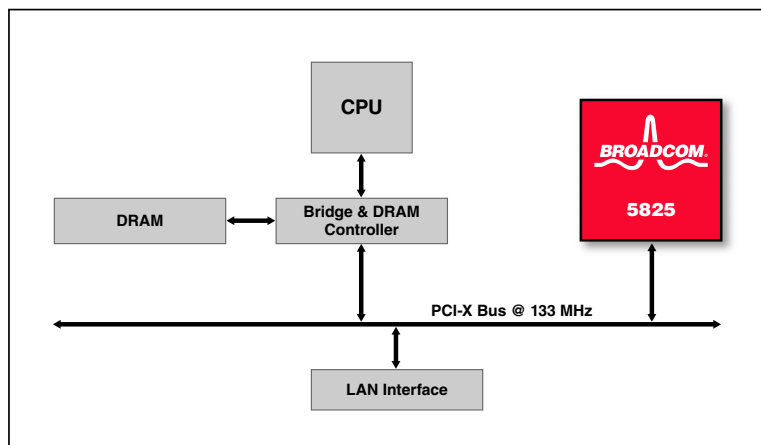 CPU
BROADCOM®
5825
DRAM
Bridge & DRAM
Controller
PCI-X Bus @ 133 MHz
LAN Interface